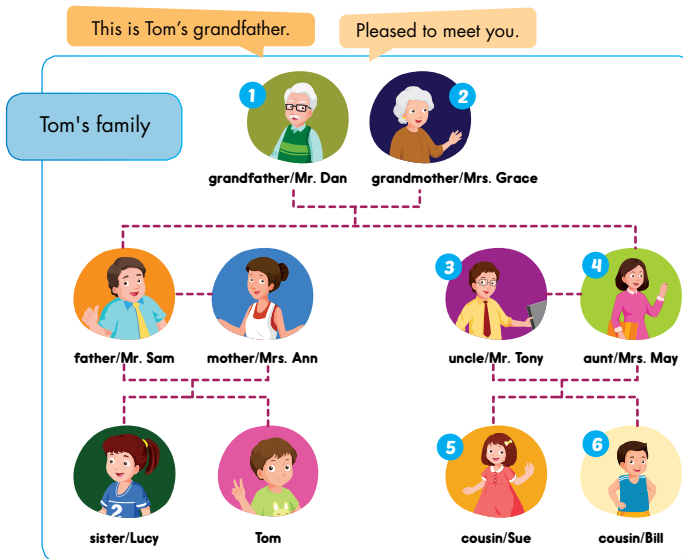 This is Tom's grandfather.
Pleased to meet you.
Tom's family
1
2
grandfather/Mr. Dan
grandmother/Mrs. Grace
3
4
father/Mr. Sam
mother/Mrs. Ann
uncle/Mr. Tony
aunt/Mrs. May
5
6
2
sister/Lucy
Tom
cousin/Sue
cousin/Bill